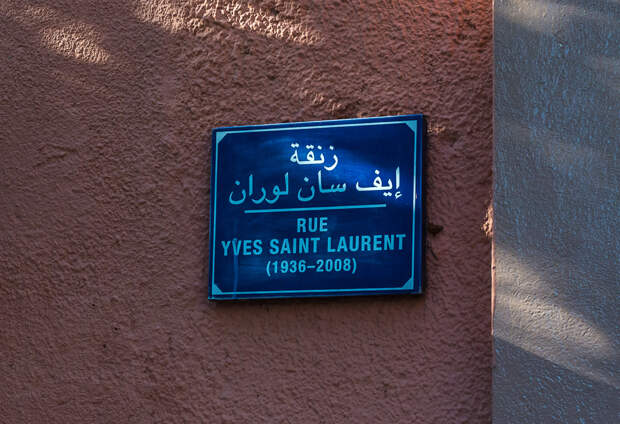 زنقة
إيف سان لوران
RUE
YVES SAINT LAURENT
(1936–2008)